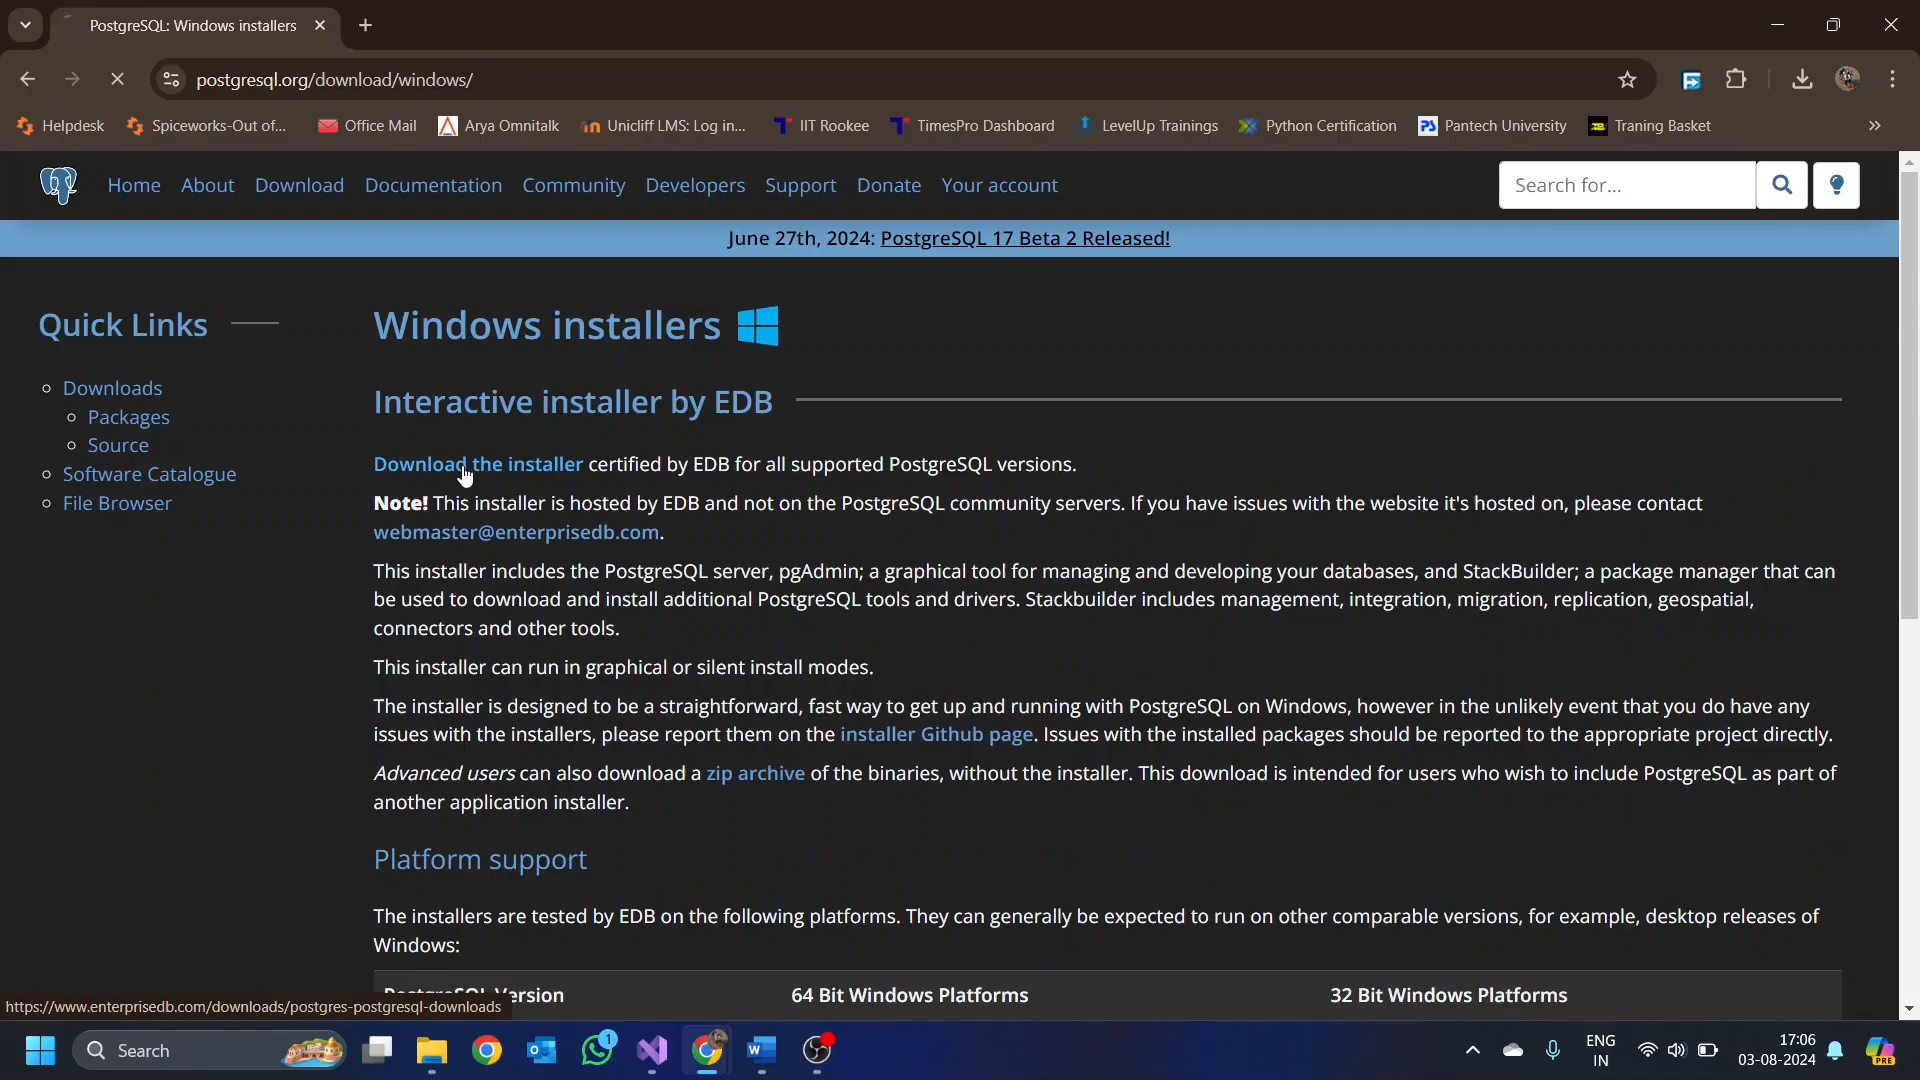 PostgreSQL: Windows installers
postgresql.org/download/windows/
Helpdesk Spiceworks-Out of... Office Mail Arya Omnitalk Unicliff LMS: Log in... IIT Rookee TimesPro Dashboard LevelUp Trainings Python Certification Pantech University Traning Basket
Home About Download Documentation Community Developers Support Donate Your account Search for...
June 27th, 2024: PostgreSQL 17 Beta 2 Released!
Quick Links
Downloads
Packages
Source
Software Catalogue
File Browser
Windows installers
Interactive installer by EDB
Download the installer certified by EDB for all supported PostgreSQL versions.
Note! This installer is hosted by EDB and not on the PostgreSQL community servers. If you have issues with the website it's hosted on, please contact
webmaster@enterprisedb.com.
This installer includes the PostgreSQL server, pgAdmin; a graphical tool for managing and developing your databases, and StackBuilder; a package manager that can
be used to download and install additional PostgreSQL tools and drivers. Stackbuilder includes management, integration, migration, replication, geospatial,
connectors and other tools.
This installer can run in graphical or silent install modes.
The installer is designed to be a straightforward, fast way to get up and running with PostgreSQL on Windows, however in the unlikely event that you do have any
issues with the installers, please report them on the installer Github page. Issues with the installed packages should be reported to the appropriate project directly.
Advanced users can also download a zip archive of the binaries, without the installer. This download is intended for users who wish to include PostgreSQL as part of
another application installer.
Platform support
The installers are tested by EDB on the following platforms. They can generally be expected to run on other comparable versions, for example, desktop releases of
Windows:
PostgreSQL Version 64 Bit Windows Platforms 32 Bit Windows Platforms
https://www.enterprisedb.com/downloads/postgres-postgresql-downloads
Search 1 ENG 17:06
IN 03-08-2024 PRE